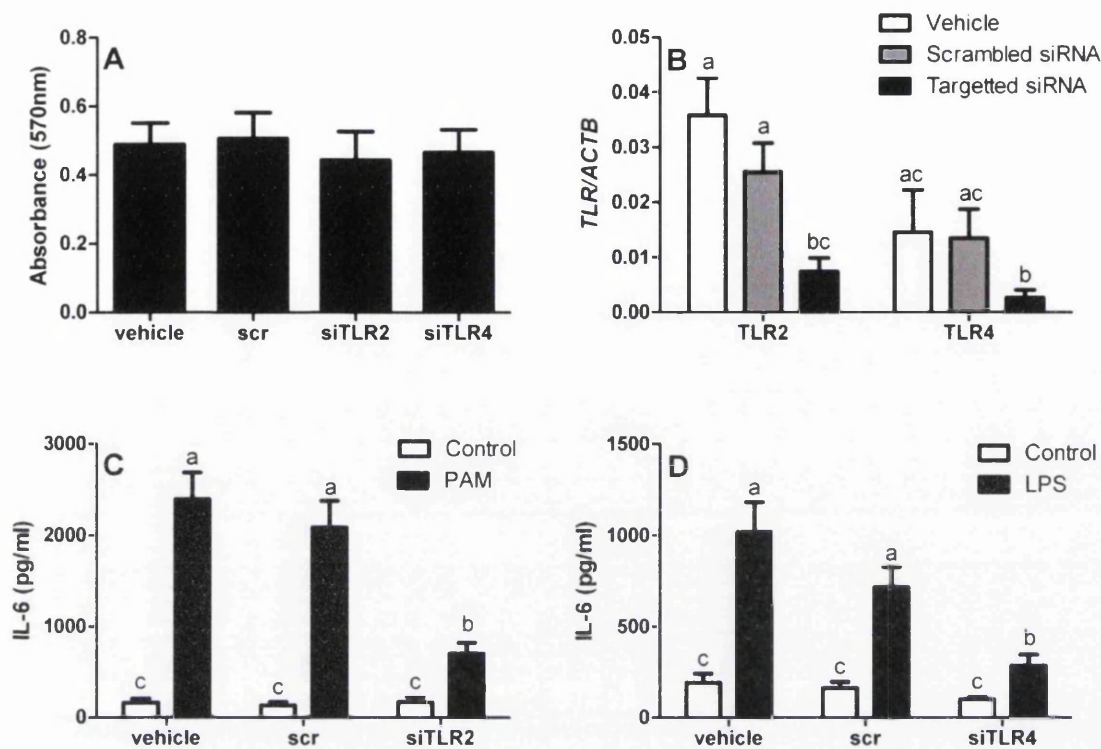 A
Absorbance (570nm)
0.8
0.6
0.4
0.2
0.0
vehicle scr siTLR2 siTLR4
B
Vehicle
Scrambled siRNA
Targetted siRNA
TLR/ACTB
0.05
0.04
0.03
0.02
0.01
0.00
a a bc ac ac b
TLR2 TLR4
C
Control
PAM
IL-6 (pg/ml)
3000
2000
1000
0
c a c a c b
vehicle scr siTLR2
D
Control
LPS
IL-6 (pg/ml)
1500
1000
500
0
c a c a c b
vehicle scr siTLR4